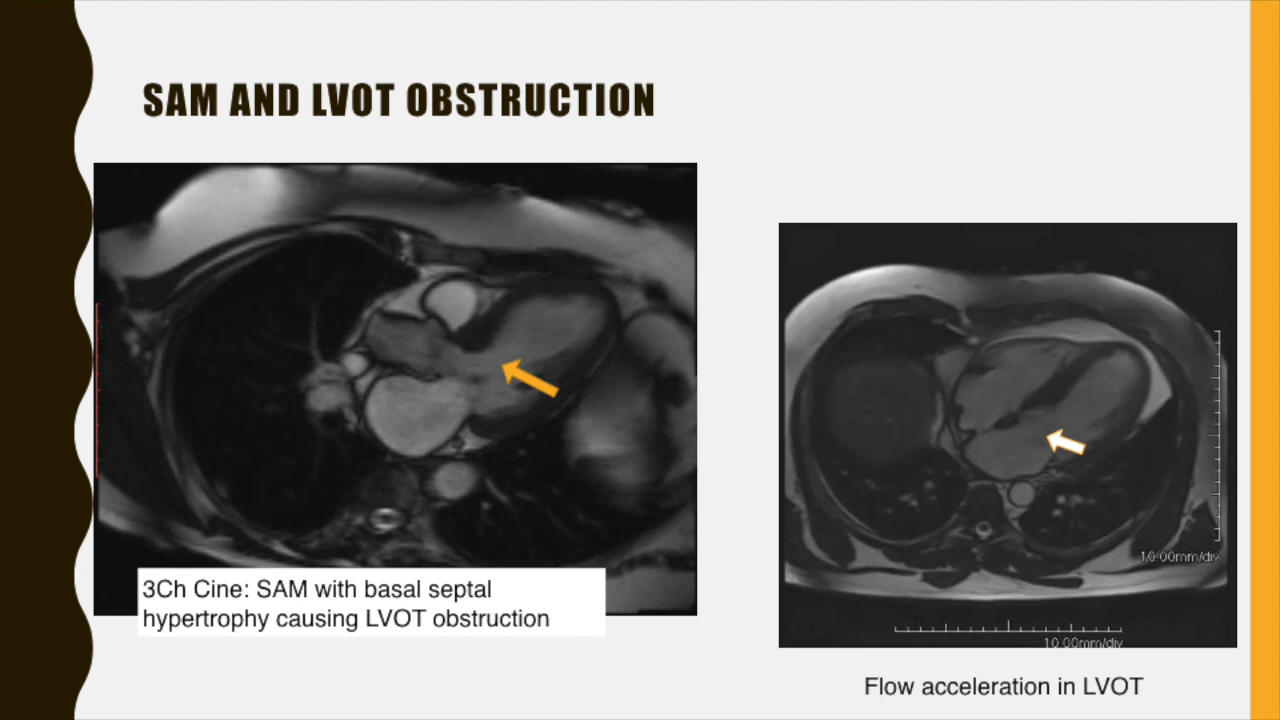 SAM AND LVOT OBSTRUCTION
3Ch Cine: SAM with basal septal
hypertrophy causing LVOT obstruction
10.00mm/div
10.00mm/div
Flow acceleration in LVOT